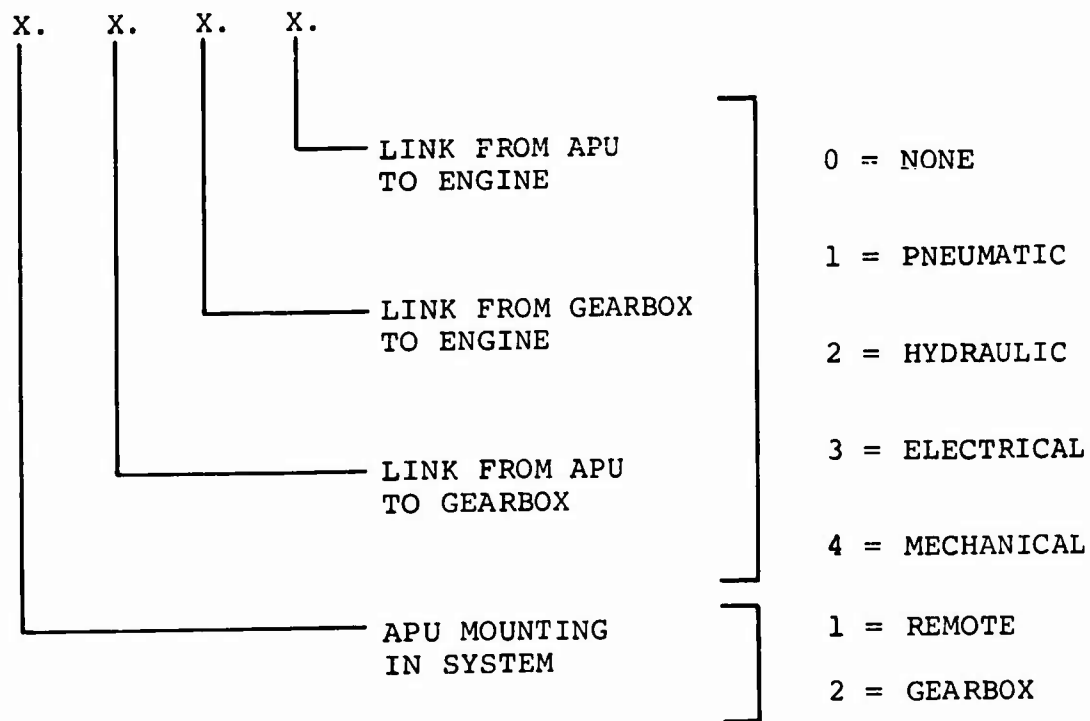 X. X. X. X.
LINK FROM APU
TO ENGINE
LINK FROM GEARBOX
TO ENGINE
LINK FROM APU
TO GEARBOX
APU MOUNTING
IN SYSTEM
0 = NONE
1 = PNEUMATIC
2 = HYDRAULIC
3 = ELECTRICAL
4 = MECHANICAL
1 = REMOTE
2 = GEARBOX